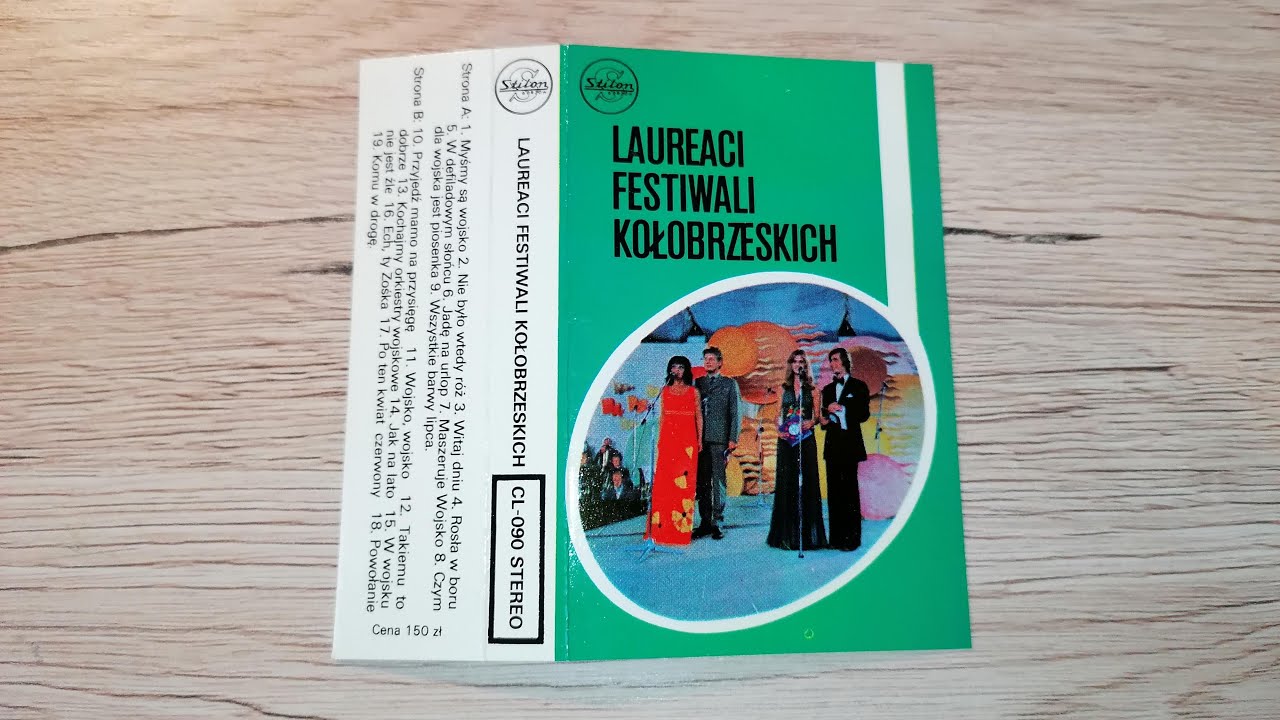 Stilon
LAUREACI
FESTIWALI
KOŁOBRZESKICH
Stilon
LAUREACI FESTIWALI KOŁOBRZESKICH
CL-090 STEREO
Strona A: 1. Myśmy są wojsko 2. Nie było wtedy róż 3. Witaj dniu 4. Rosła w boru
5. W defiladowym słońcu 6. Jadę na urlop 7. Maszeruje Wojsko 8. Czym
dla wojska jest piosenka 9. Wszystkie barwy lipca.
Strona B: 10. Przyjedź mamo na przysięgę 11. Wojsko, wojsko 12. Takiemu to
dobrze 13. Kochajmy orkiestry wojskowe 14. Jak na lato 15. W wojsku
nie jest źle 16. Ech, ty Zośka 17. Po ten kwiat czerwony 18. Powołanie
19. Komu w drogę.
Cena 150 zł